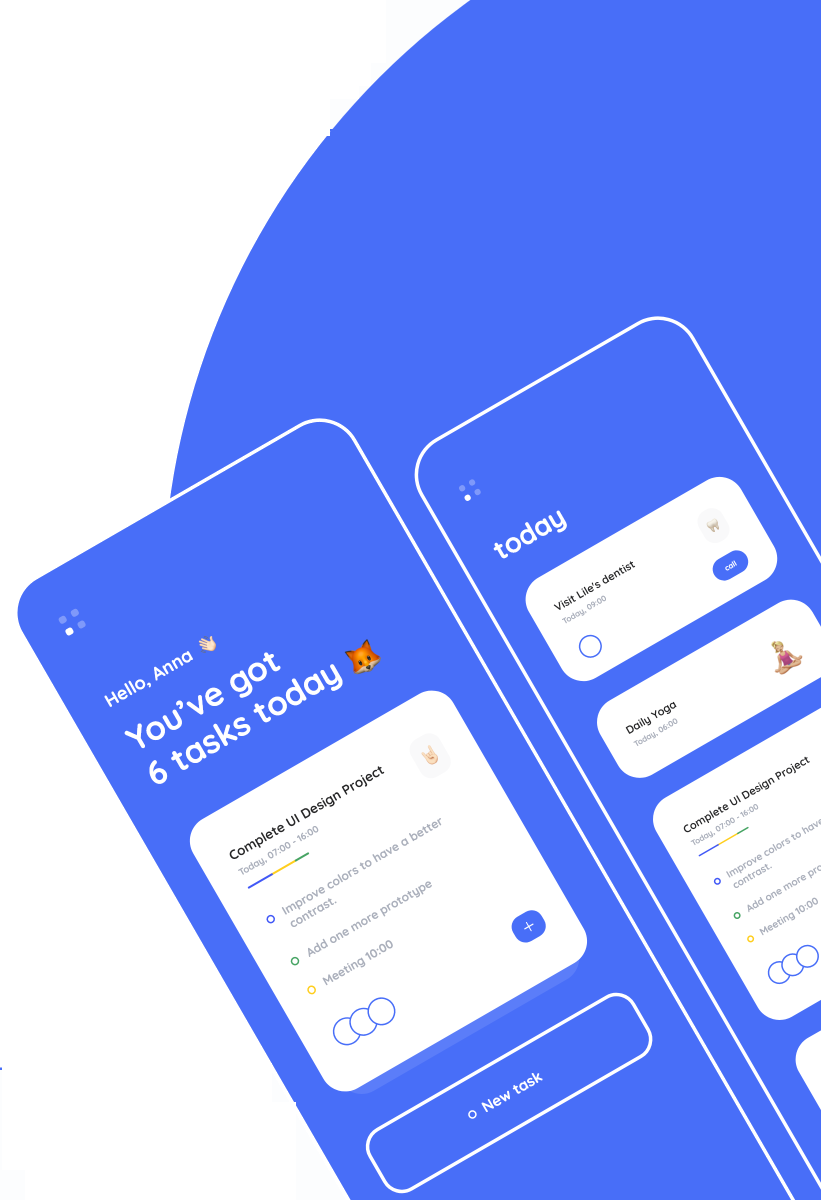 Hello, Anna 👋🏻
You've got
6 tasks today 🦊
Complete UI Design Project
Today, 07:00 - 16:00
Improve colors to have a better
contrast.
Add one more prototype
Meeting 10:00
New task
today
Visit Lile's dentist
Today, 09:00
call
Daily Yoga
Today, 06:00
Complete UI Design Project
Today, 07:00 - 16:00
Improve colors to have
contrast.
Add one more pro
Meeting 10:00